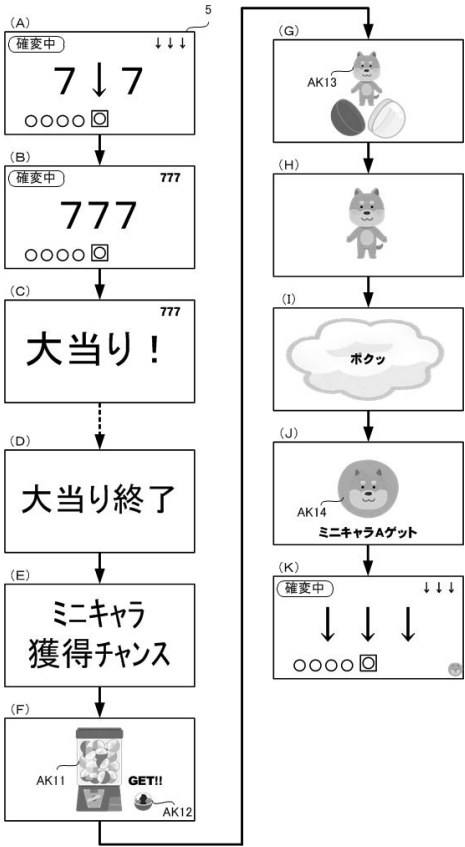 (A)
5
確変中
↓↓↓
7↓7
○○○○○
(B)
確変中
777
777
○○○○○
(C)
777
大当り！
(D)
大当り終了
(E)
ミニキャラ
獲得チャンス
(F)
AK11
GET!!
AK12
(G)
AK13
(H)
(I)
ポクッ
(J)
AK14
ミニキャラAゲット
(K)
確変中
↓↓↓
↓ ↓ ↓
○○○○○